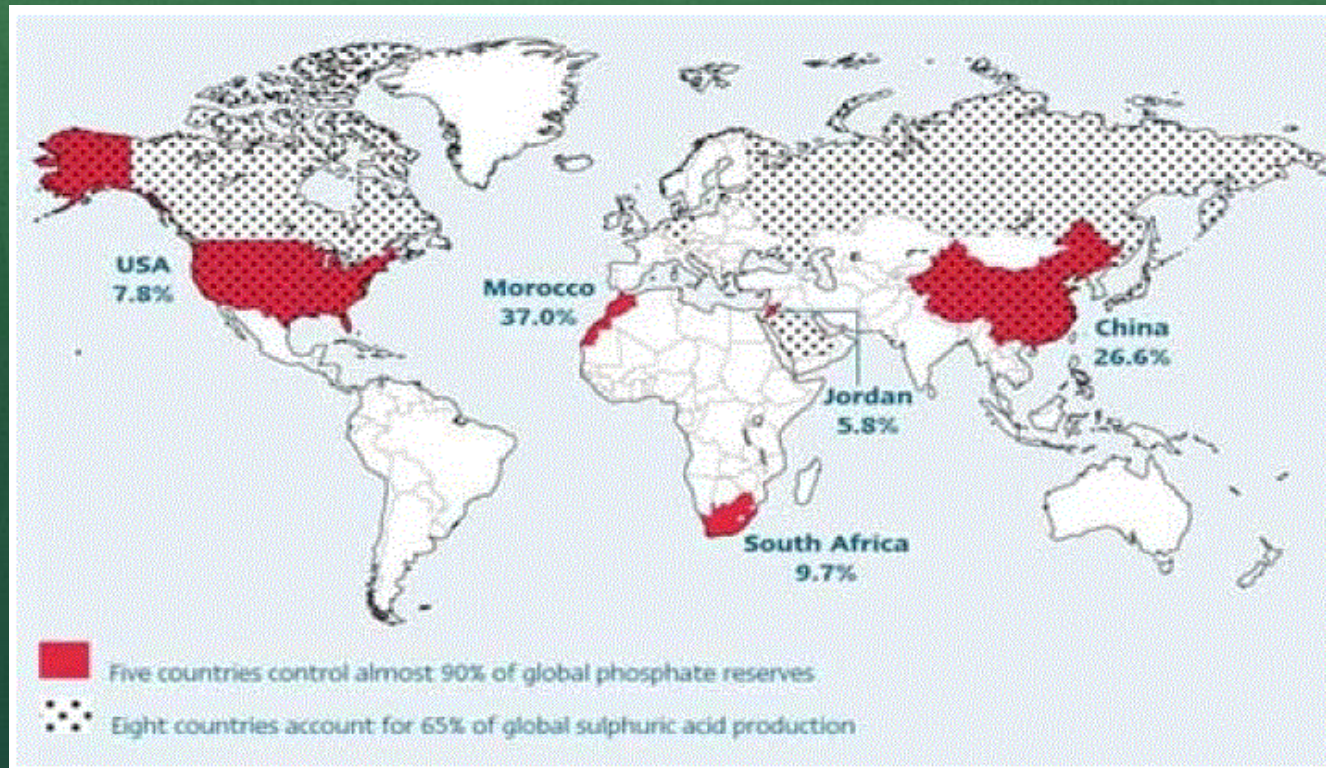 USA
7.8%
Morocco
37.0%
China
26.6%
Jordan
5.8%
South Africa
9.7%
Five countries control almost 90% of global phosphate reserves
Eight countries account for 65% of global sulphuric acid production